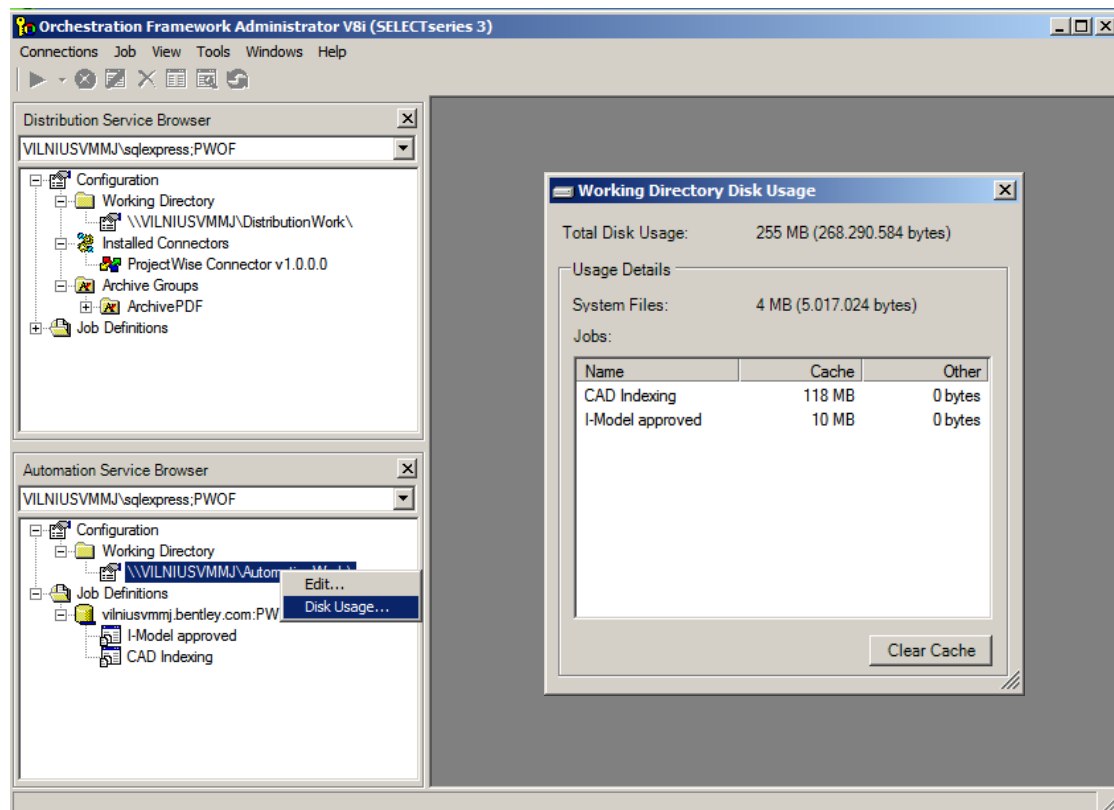 Orchestration Framework Administrator V8i (SELECTseries 3)
Connections Job View Tools Windows Help
Distribution Service Browser
VILNIUSVMMJ\sqlexpress;PWOF
Configuration
Working Directory
\\VILNIUSVMMJ\DistributionWork\
Installed Connectors
ProjectWise Connector v1.0.0.0
Archive Groups
ArchivePDF
Job Definitions
Automation Service Browser
VILNIUSVMMJ\sqlexpress;PWOF
Configuration
Working Directory
\\VILNIUSVMMJ\Autom
Edit...
Disk Usage...
Job Definitions
vilniusvmmj.bentley.com:PW
I-Model approved
CAD Indexing
Working Directory Disk Usage
Total Disk Usage: 255 MB (268.290.584 bytes)
Usage Details
System Files: 4 MB (5.017.024 bytes)
Jobs:
Name Cache Other
CAD Indexing 118 MB 0 bytes
I-Model approved 10 MB 0 bytes
Clear Cache